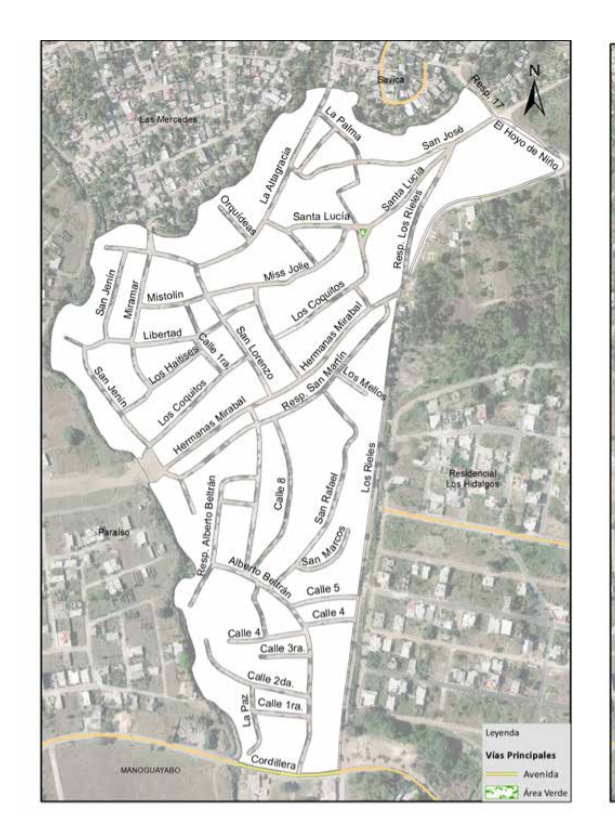 Savica
Resp. 17
N
Las Mercedes
La Palma
San José
El Hoyo de Niño
La Altagracia
Santa Lucía
Orquídeas
Santa Lucía
Resp. Los Rieles
Miss Jolie
San Jenín
Miramar
Mistolín
Los Coquitos
Libertad
Calle 1ra.
San Lorenzo
Hermanas Mirabal
Los Haitises
San Jenín
Resp. San Martín
Los Mellos
Los Coquitos
Hermanas Mirabal
Los Rieles
Residencial
Los Hidalgos
Calle 8
San Rafael
Resp. Alberto Beltrán
Paraíso
San Marcos
Alberto Beltrán
Calle 5
Calle 4
Calle 4
Calle 3ra.
Calle 2da.
La Paz
Calle 1ra.
Cordillera
MANOGUAYABO
Leyenda
Vías Principales
Avenida
Área Verde